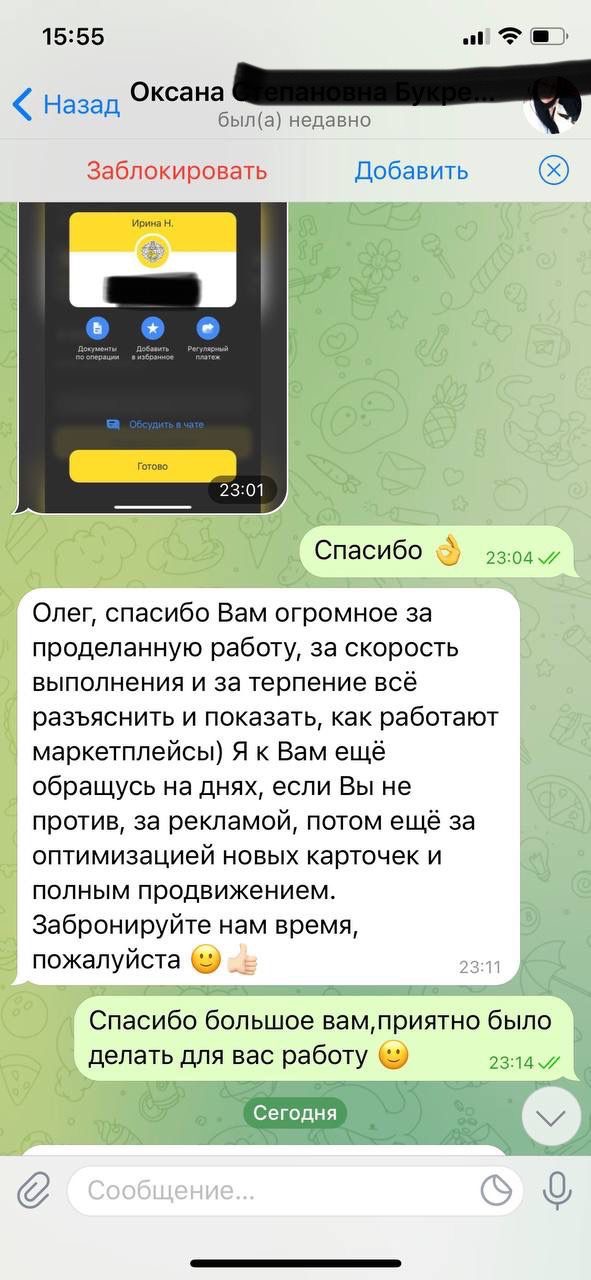 15:55
Назад
Оксана Степановна Букре...
был(а) недавно
Заблокировать
Добавить
Ирина Н.
Документы
по операции
Добавить
в избранное
Регулярный
платеж
Обсудить в чате
Готово
23:01
Спасибо 👌 23:04
Олег, спасибо Вам огромное за
проделанную работу, за скорость
выполнения и за терпение всё
разъяснить и показать, как работают
маркетплейсы) Я к Вам ещё
обращусь на днях, если Вы не
против, за рекламой, потом ещё за
оптимизацией новых карточек и
полным продвижением.
Забронируйте нам время,
пожалуйста 🙂👍🏻 23:11
Спасибо большое вам,приятно было
делать для вас работу 🙂 23:14
Сегодня
Сообщение...